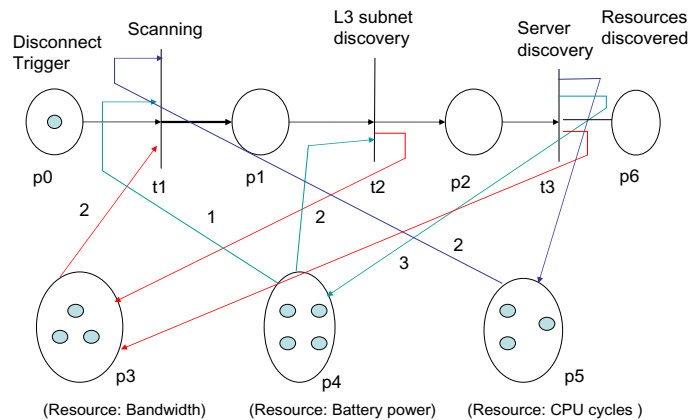 Disconnect
Trigger
Scanning
L3 subnet
discovery
Server
discovery
Resources
discovered
p0
t1
p1
t2
p2
t3
p6
2
1
2
3
2
p3
p4
p5
(Resource: Bandwidth)
(Resource: Battery power)
(Resource: CPU cycles )